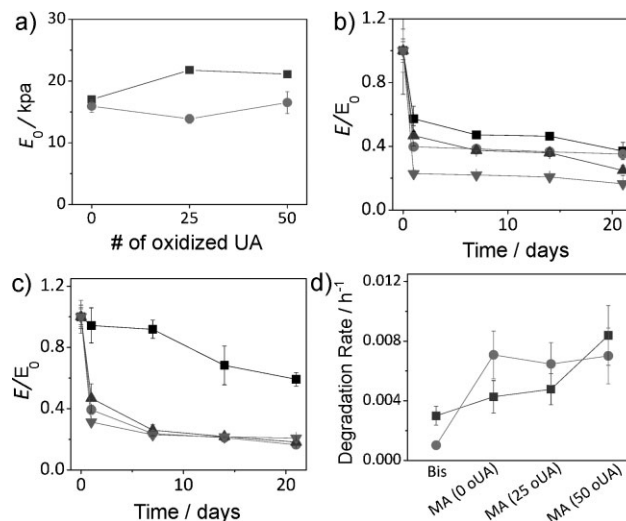 a)
30
20
10
0
E₀ / kpa
0
25
50
# of oxidized UA
b)
1.2
0.8
0.4
0.0
E/E₀
0
10
20
Time / days
c)
1.2
0.8
0.4
0.0
E/E₀
0
10
20
Time / days
d)
0.012
0.008
0.004
0.000
Degradation Rate / h⁻¹
Bis
MA (0 oUA)
MA (25 oUA)
MA (50 oUA)